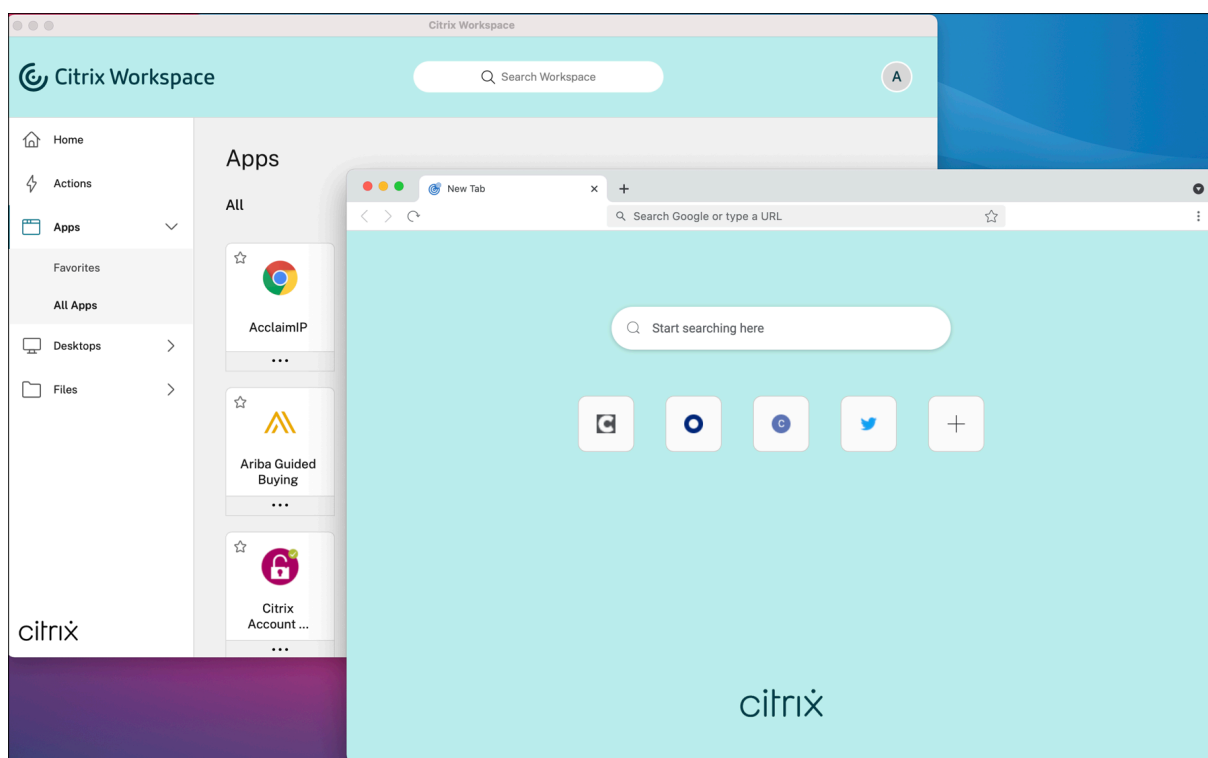 Citrix Workspace
Citrix Workspace
Search Workspace
A
Home
Actions
Apps
Favorites
All Apps
Desktops
Files
citrix
Apps
All
AcclaimIP
Ariba Guided
Buying
Citrix
Account ...
New Tab
Search Google or type a URL
Start searching here
C
C
citrix